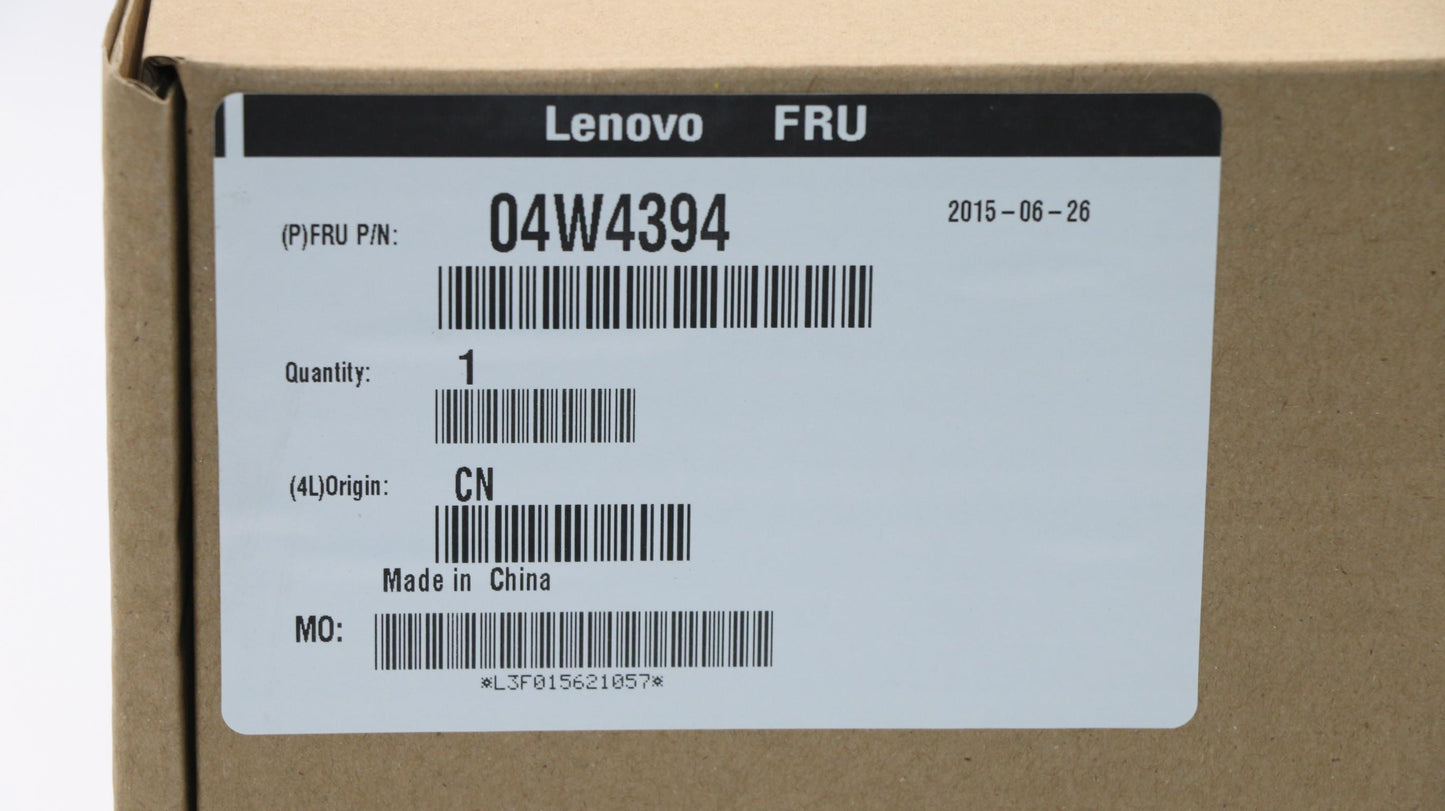 Lenovo FRU
(P)FRU P/N: 04W4394 2015-06-26
Quantity: 1
(4L)Origin: CN
Made in China
MO:
*L3F015621057*